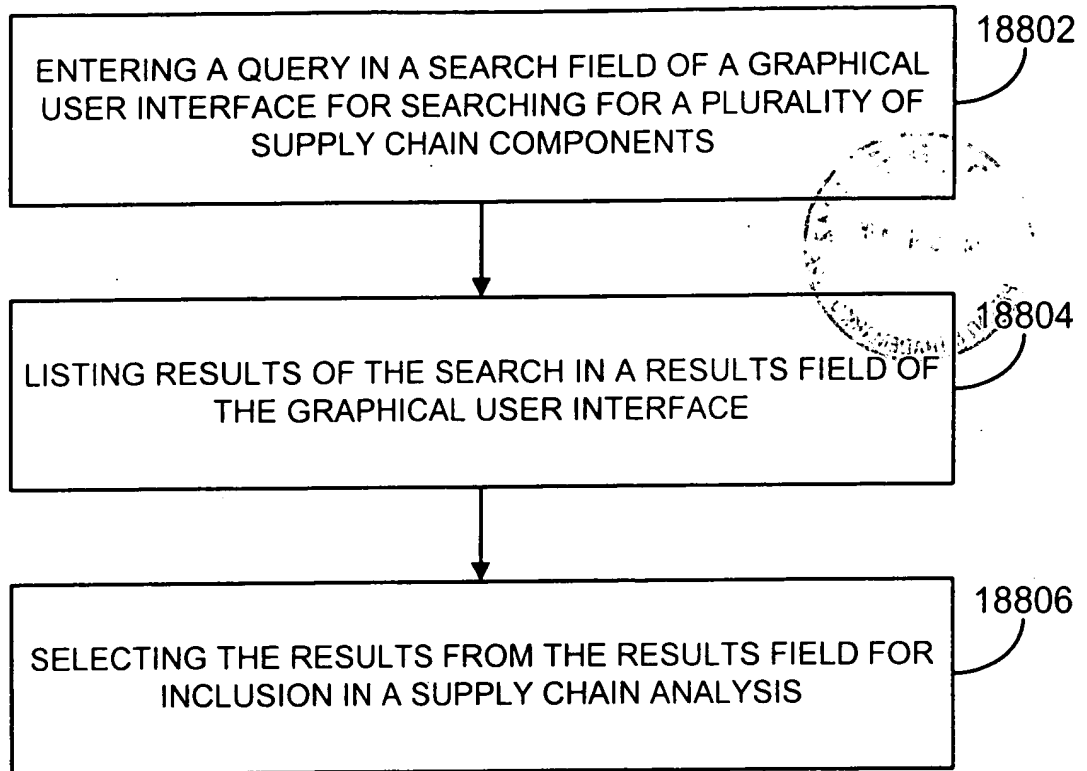 18802
ENTERING A QUERY IN A SEARCH FIELD OF A GRAPHICAL
USER INTERFACE FOR SEARCHING FOR A PLURALITY OF
SUPPLY CHAIN COMPONENTS
18804
LISTING RESULTS OF THE SEARCH IN A RESULTS FIELD OF
THE GRAPHICAL USER INTERFACE
18806
SELECTING THE RESULTS FROM THE RESULTS FIELD FOR
INCLUSION IN A SUPPLY CHAIN ANALYSIS